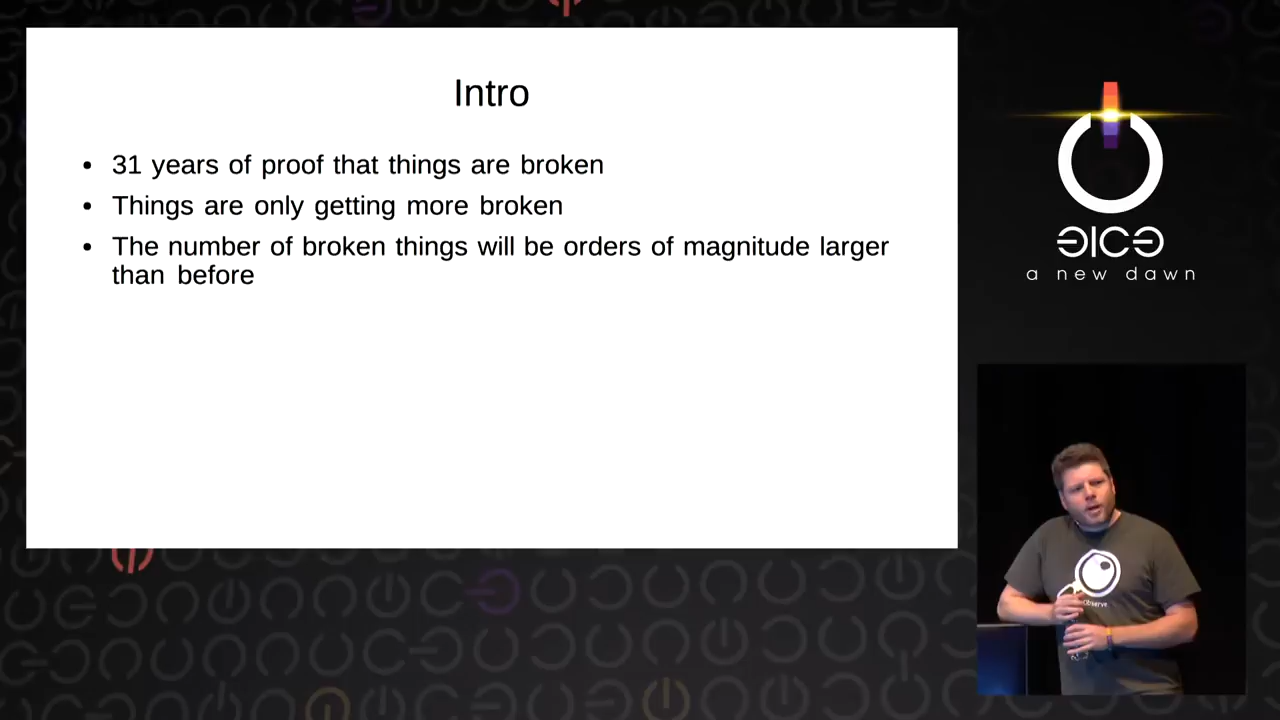 Intro
• 31 years of proof that things are broken
• Things are only getting more broken
• The number of broken things will be orders of magnitude larger
than before
a new dawn
Observe